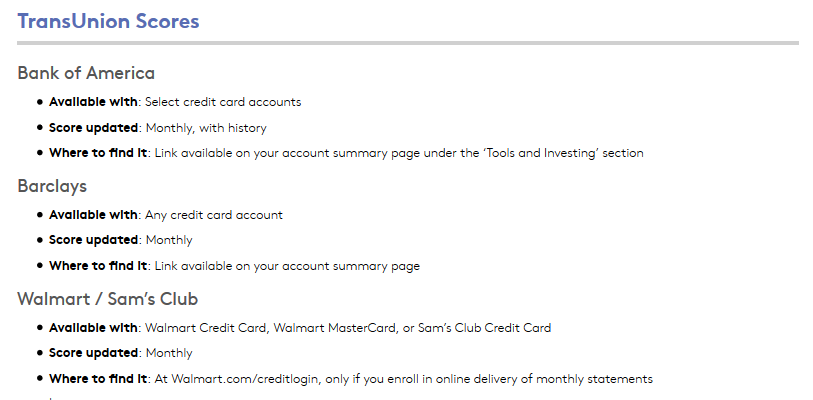 TransUnion Scores
Bank of America
• Available with: Select credit card accounts
• Score updated: Monthly, with history
• Where to find it: Link available on your account summary page under the ‘Tools and Investing’ section
Barclays
• Available with: Any credit card account
• Score updated: Monthly
• Where to find it: Link available on your account summary page
Walmart / Sam’s Club
• Available with: Walmart Credit Card, Walmart MasterCard, or Sam’s Club Credit Card
• Score updated: Monthly
• Where to find it: At Walmart.com/creditlogin, only if you enroll in online delivery of monthly statements